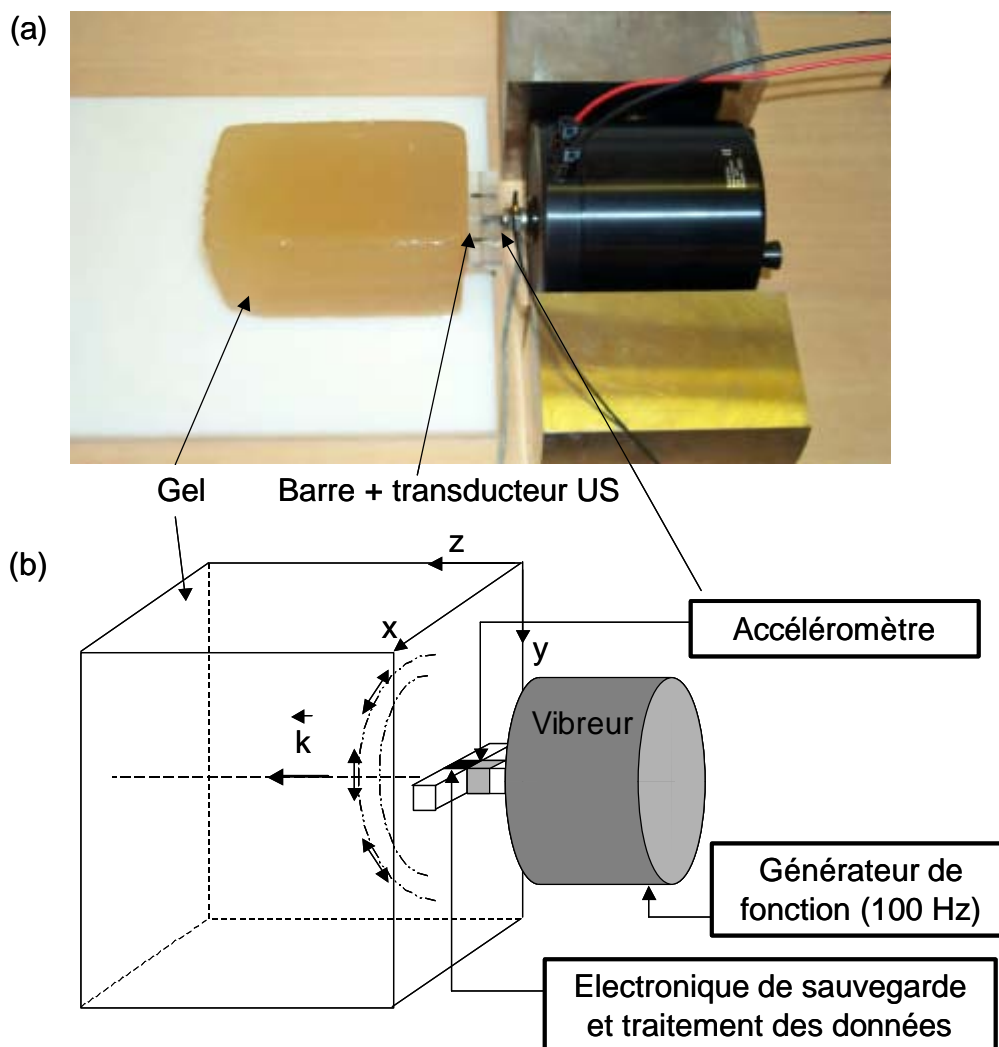 (a)
Gel
Barre + transducteur US
(b)
z
x
y
k
Accéléromètre
Vibreur
Générateur de
fonction (100 Hz)
Electronique de sauvegarde
et traitement des données